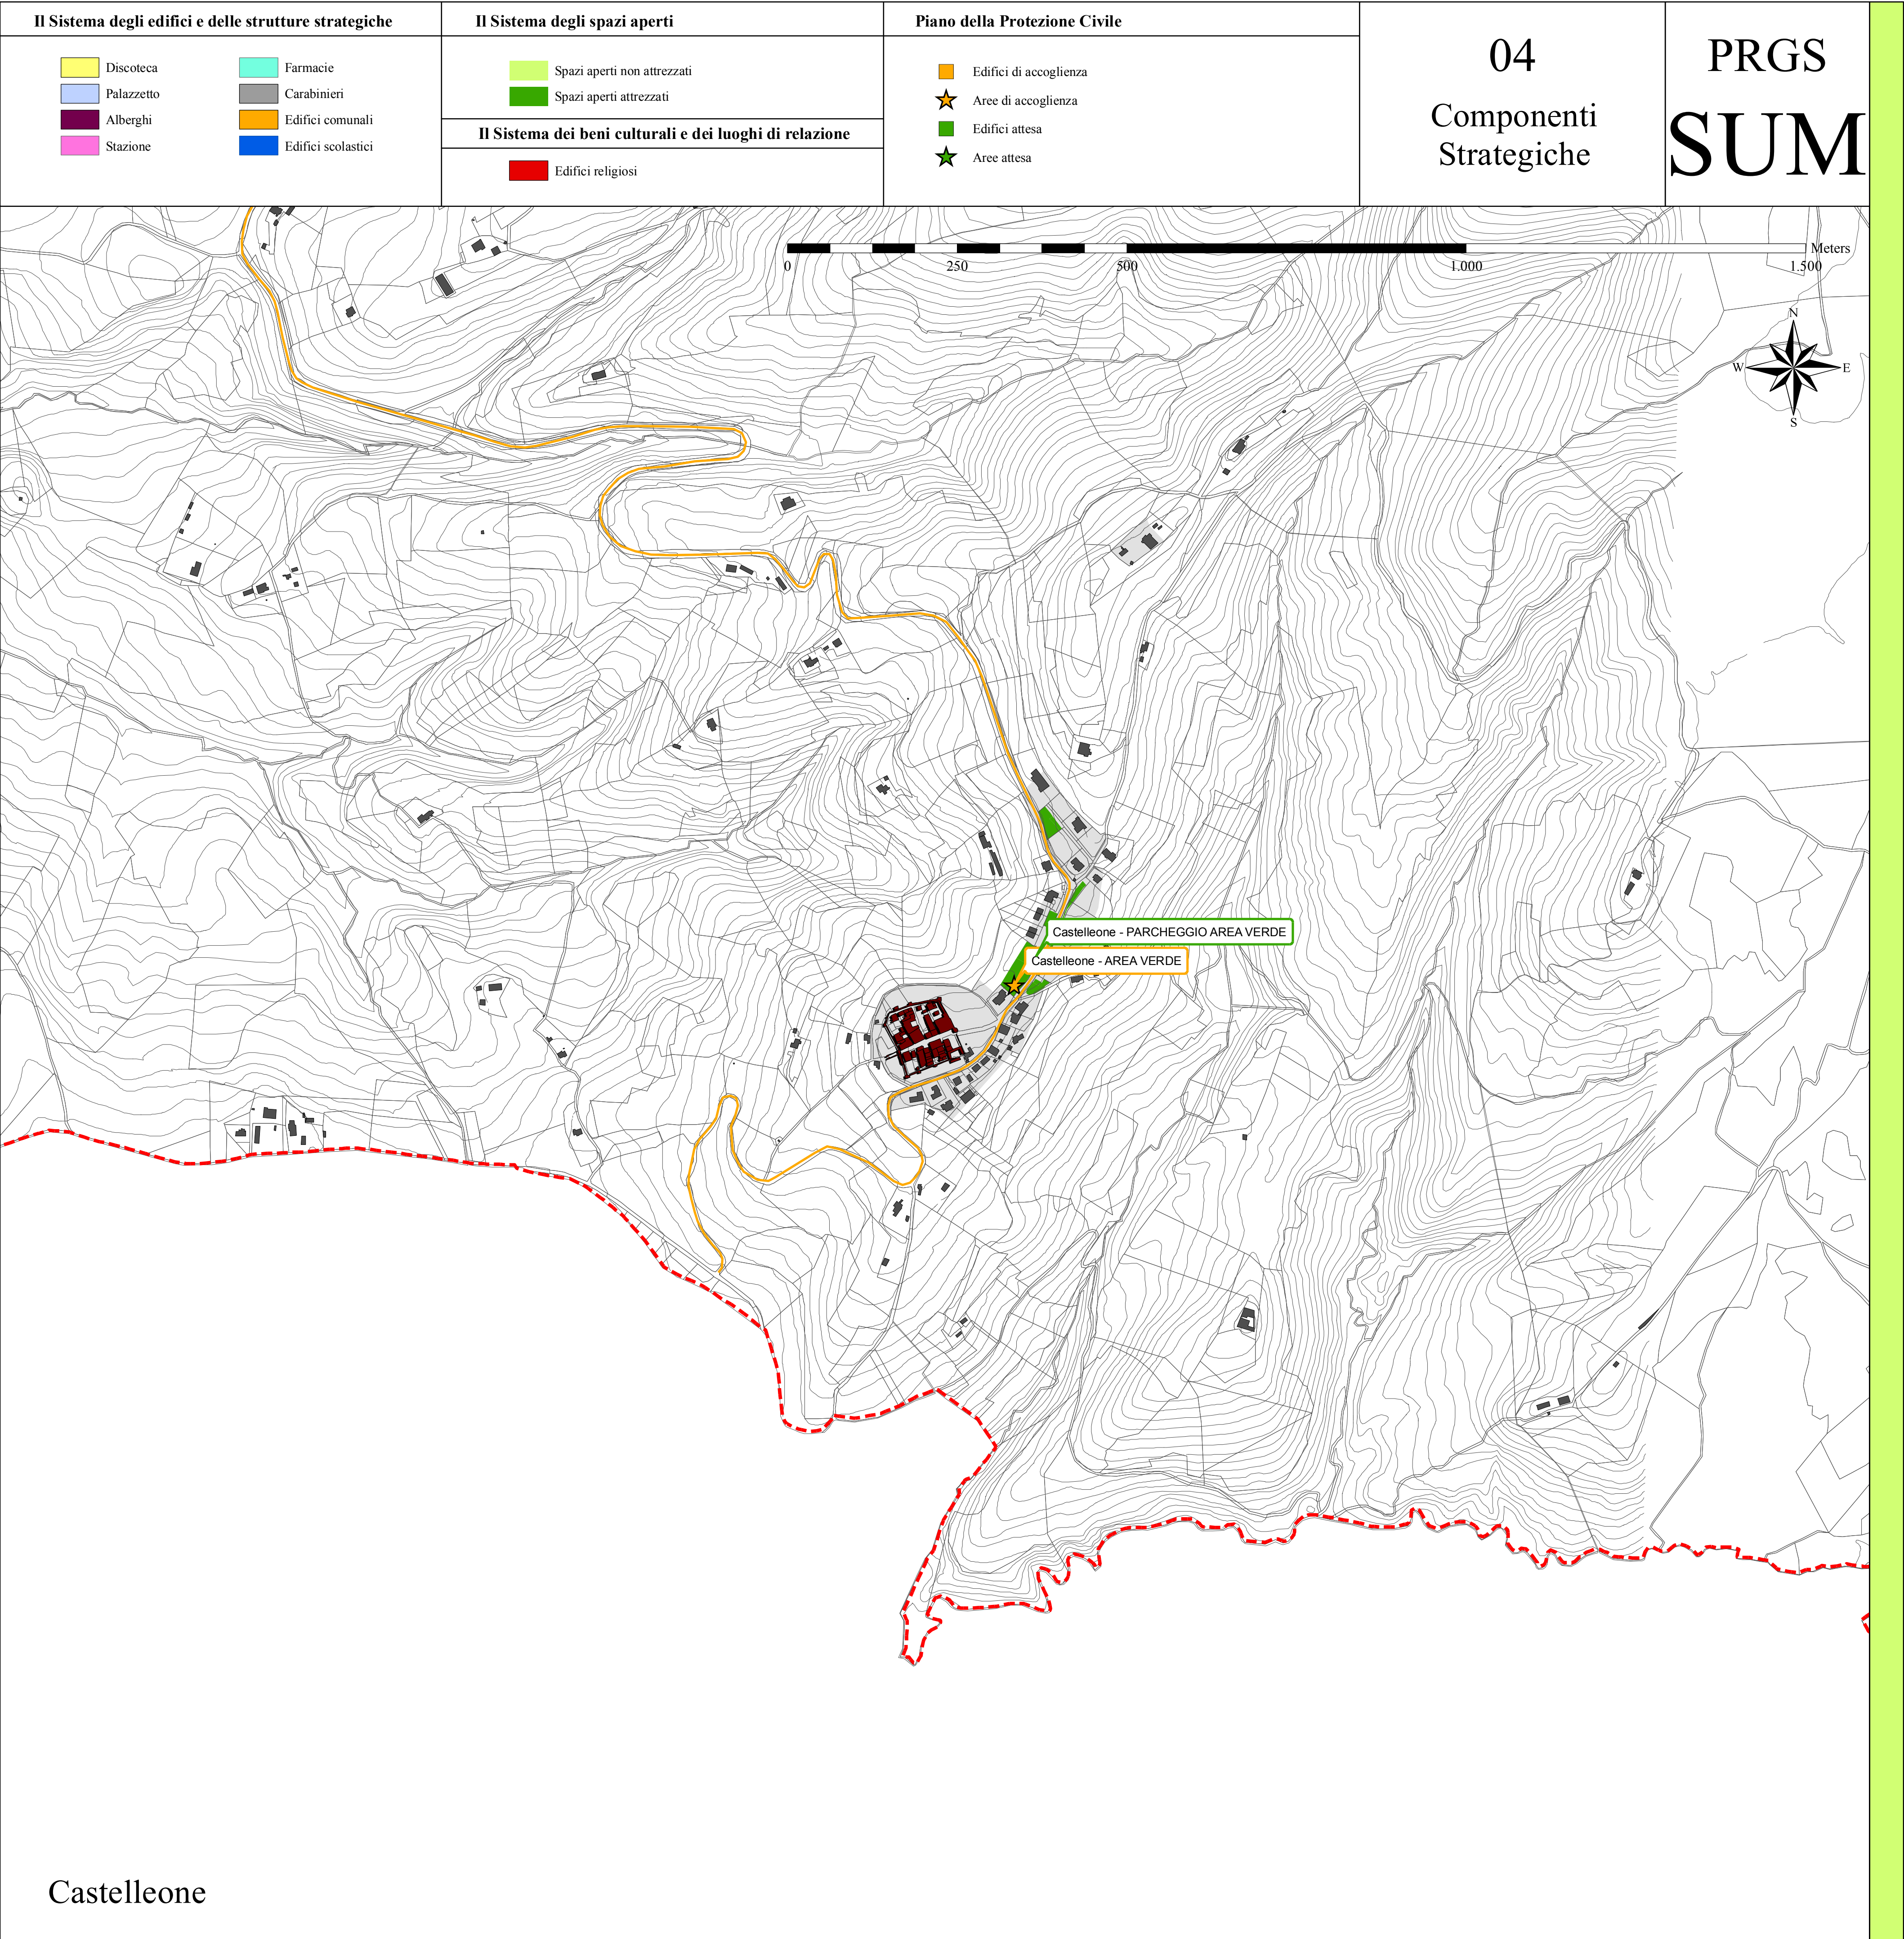 Il Sistema degli edifici e delle strutture strategiche
Discoteca
Palazzetto
Alberghi
Stazione
Farmacie
Carabinieri
Edifici comunali
Edifici scolastici
Il Sistema degli spazi aperti
Spazi aperti non attrezzati
Spazi aperti attrezzati
Il Sistema dei beni culturali e dei luoghi di relazione
Edifici religiosi
Piano della Protezione Civile
Edifici di accoglienza
Aree di accoglienza
Edifici attesa
Aree attesa
04
Componenti
Strategiche
PRGS
SUM
Meters
0 250 500 1.000 1.500
N
W E
S
Castelleone - PARCHEGGIO AREA VERDE
Castelleone - AREA VERDE
Castelleone